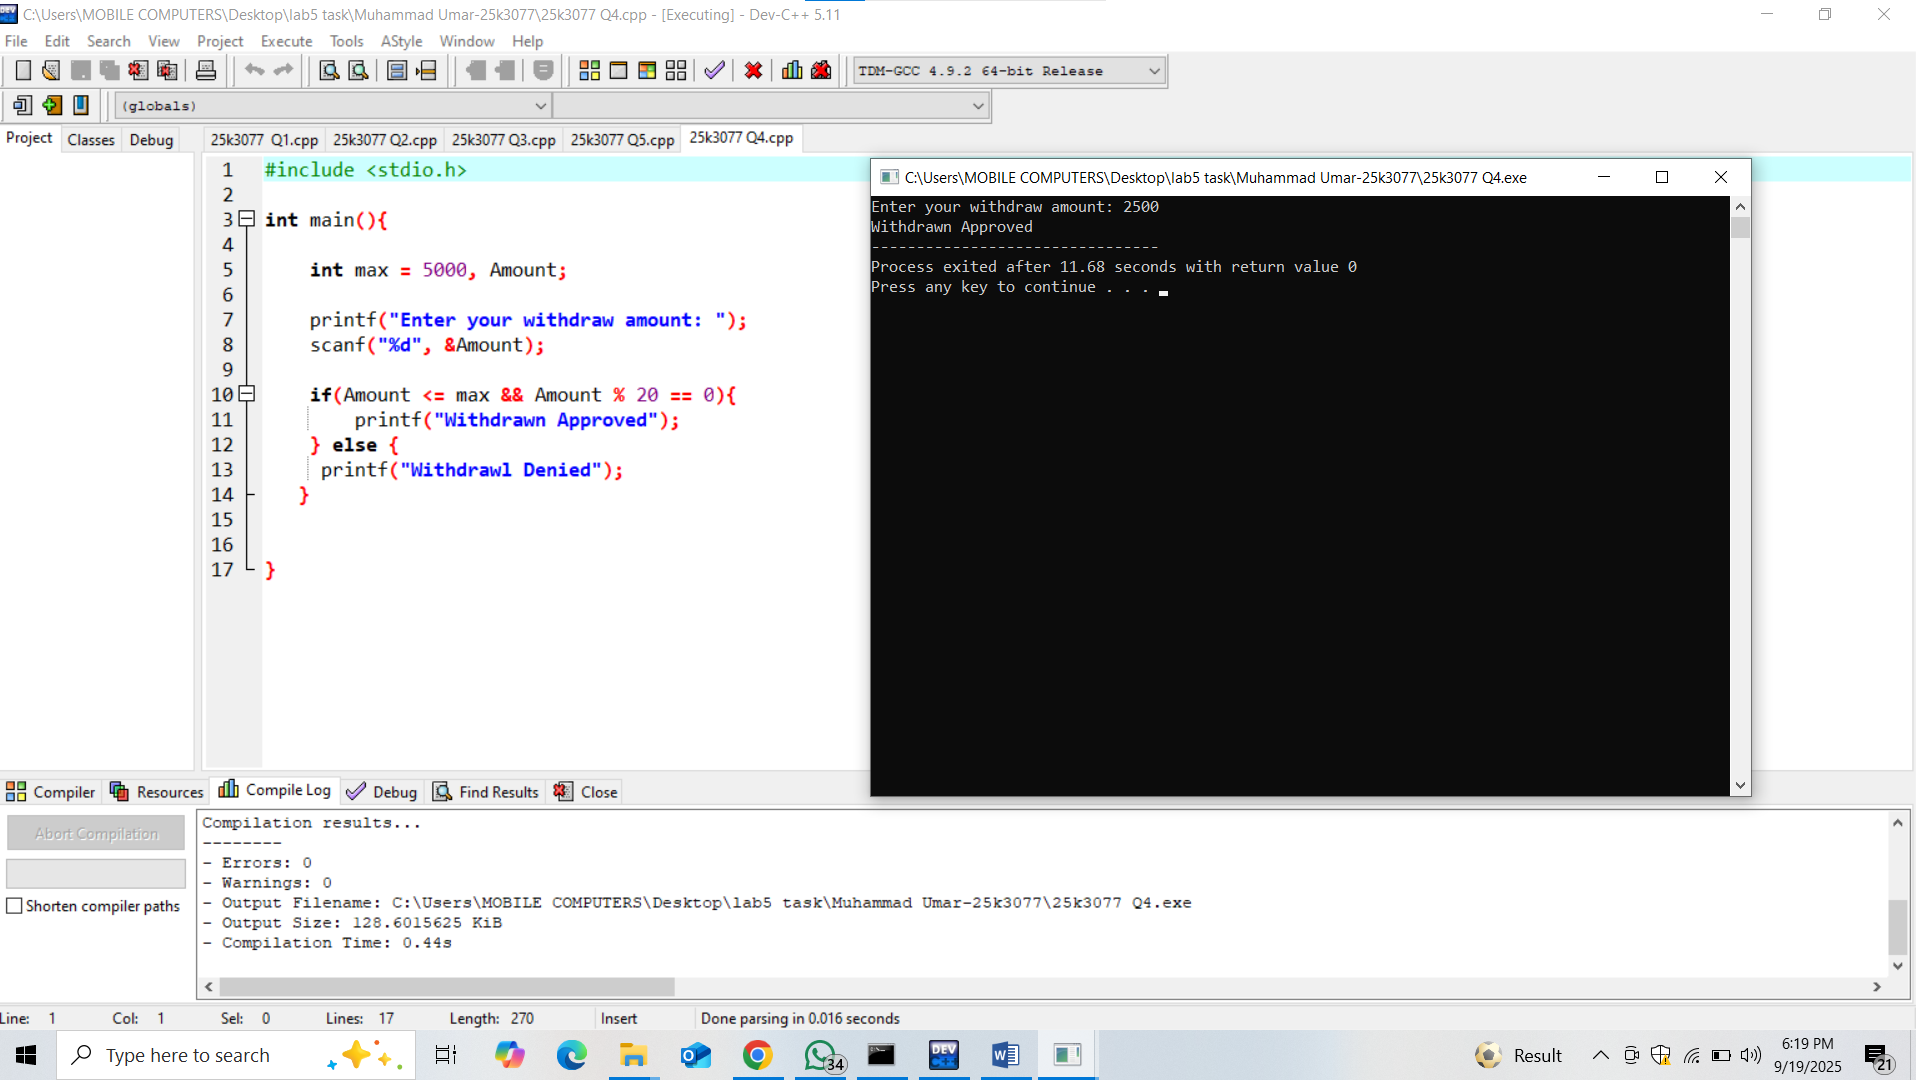 C:\Users\MOBILE COMPUTERS\Desktop\lab5 task\Muhammad Umar-25k3077\25k3077 Q4.cpp - [Executing] - Dev-C++ 5.11
File Edit Search View Project Execute Tools AStyle Window Help
TDM-GCC 4.9.2 64-bit Release
(globals)
Project Classes Debug
25k3077  Q1.cpp 25k3077 Q2.cpp 25k3077 Q3.cpp 25k3077 Q5.cpp 25k3077 Q4.cpp
1 #include <stdio.h>
2
3 int main(){
4
5 int max = 5000, Amount;
6
7 printf("Enter your withdraw amount: ");
8 scanf("%d", &Amount);
9
10 if(Amount <= max && Amount % 20 == 0){
11 printf("Withdrawn Approved");
12 } else {
13 printf("Withdrawl Denied");
14 }
15
16
17 }
C:\Users\MOBILE COMPUTERS\Desktop\lab5 task\Muhammad Umar-25k3077\25k3077 Q4.exe
Enter your withdraw amount: 2500
Withdrawn Approved
--------------------------------
Process exited after 11.68 seconds with return value 0
Press any key to continue . . .
Compiler Resources Compile Log Debug Find Results Close
Abort Compilation
Shorten compiler paths
Compilation results...
--------
- Errors: 0
- Warnings: 0
- Output Filename: C:\Users\MOBILE COMPUTERS\Desktop\lab5 task\Muhammad Umar-25k3077\25k3077 Q4.exe
- Output Size: 128.6015625 KiB
- Compilation Time: 0.44s
Line: 1 Col: 1 Sel: 0 Lines: 17 Length: 270 Insert Done parsing in 0.016 seconds
Type here to search
34
DEV
Result
6:19 PM
9/19/2025
21